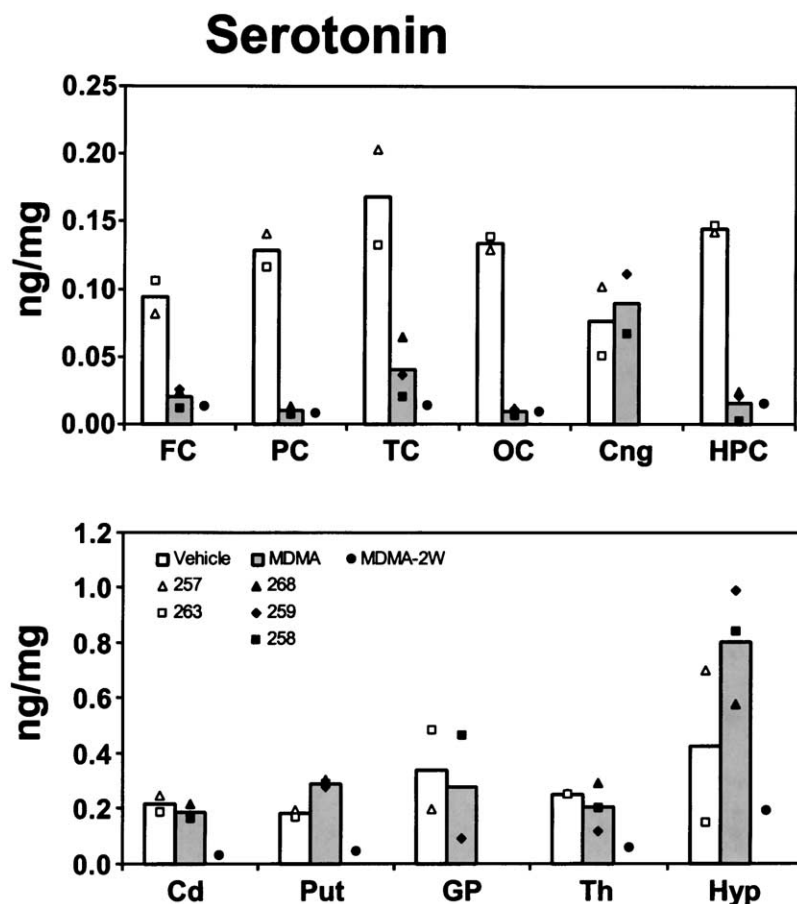 Serotonin
ng/mg
0.25
0.20
0.15
0.10
0.05
0.00
FC PC TC OC Cng HPC
ng/mg
1.2
1.0
0.8
0.6
0.4
0.2
0.0
Vehicle MDMA MDMA-2W
257 268
263 259
258
Cd Put GP Th Hyp